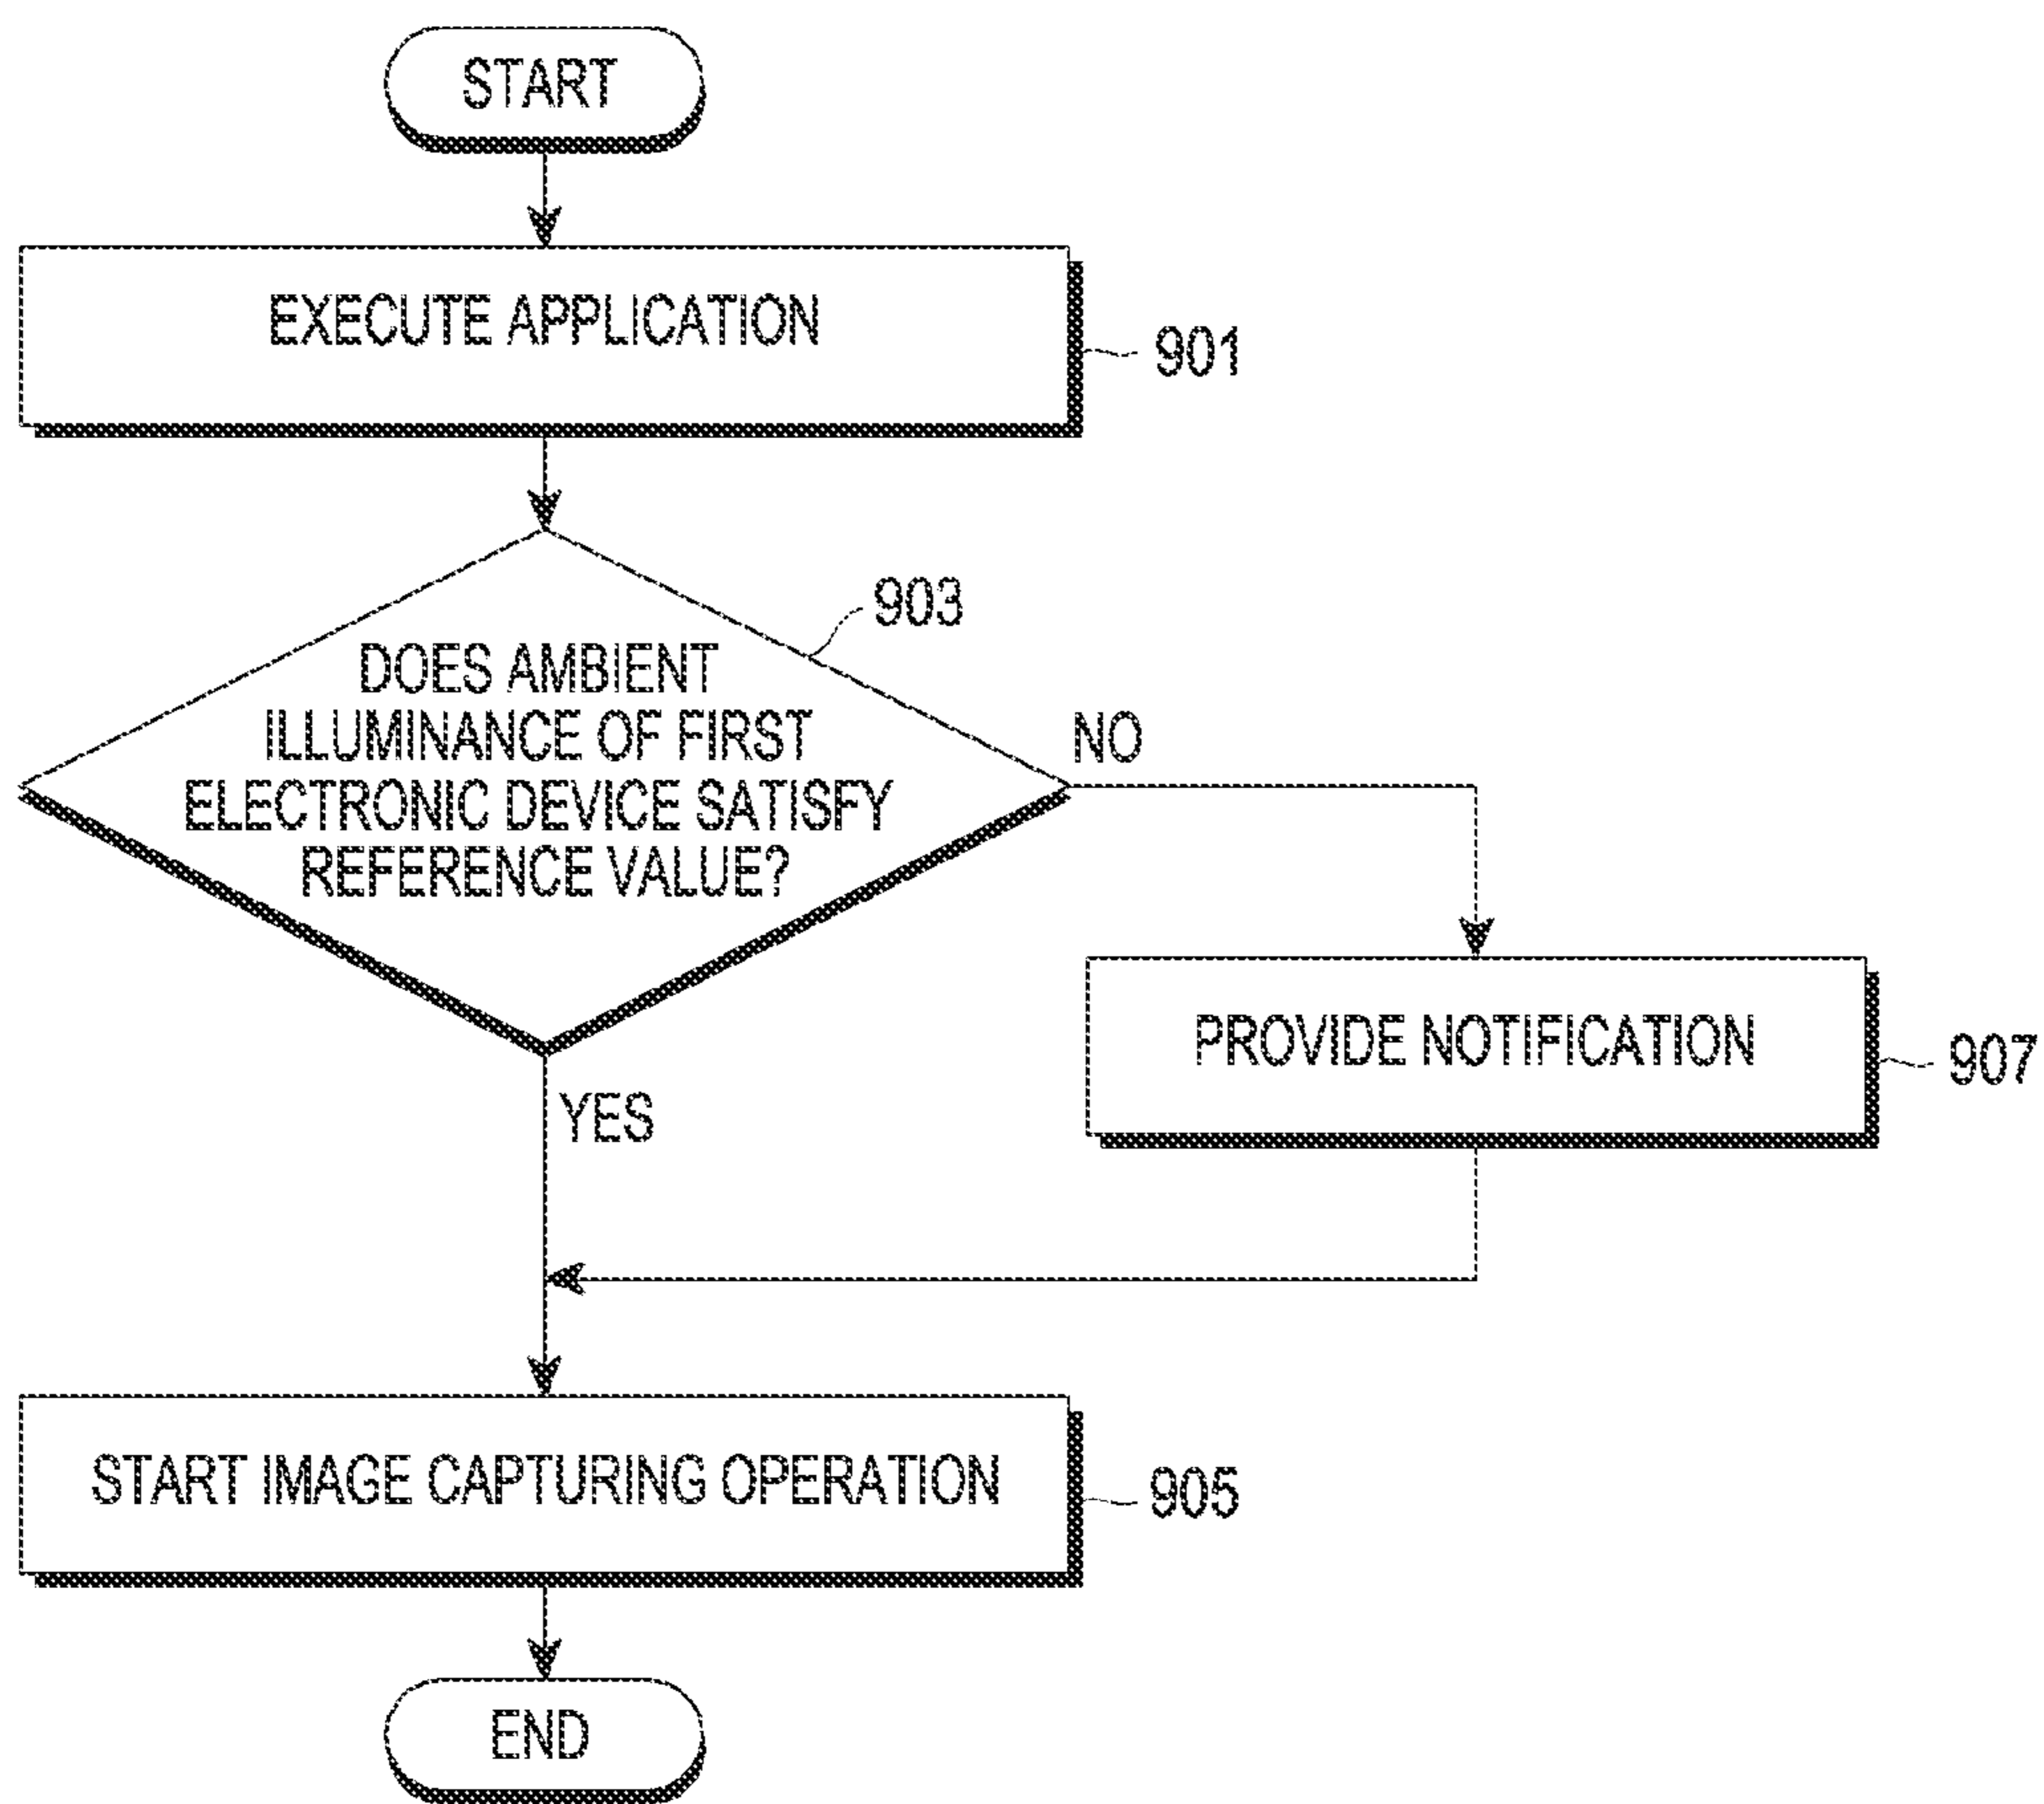 START
EXECUTE APPLICATION
901
903
DOES AMBIENT
ILLUMINANCE OF FIRST
ELECTRONIC DEVICE SATISFY
REFERENCE VALUE?
NO
PROVIDE NOTIFICATION
907
YES
START IMAGE CAPTURING OPERATION
905
END